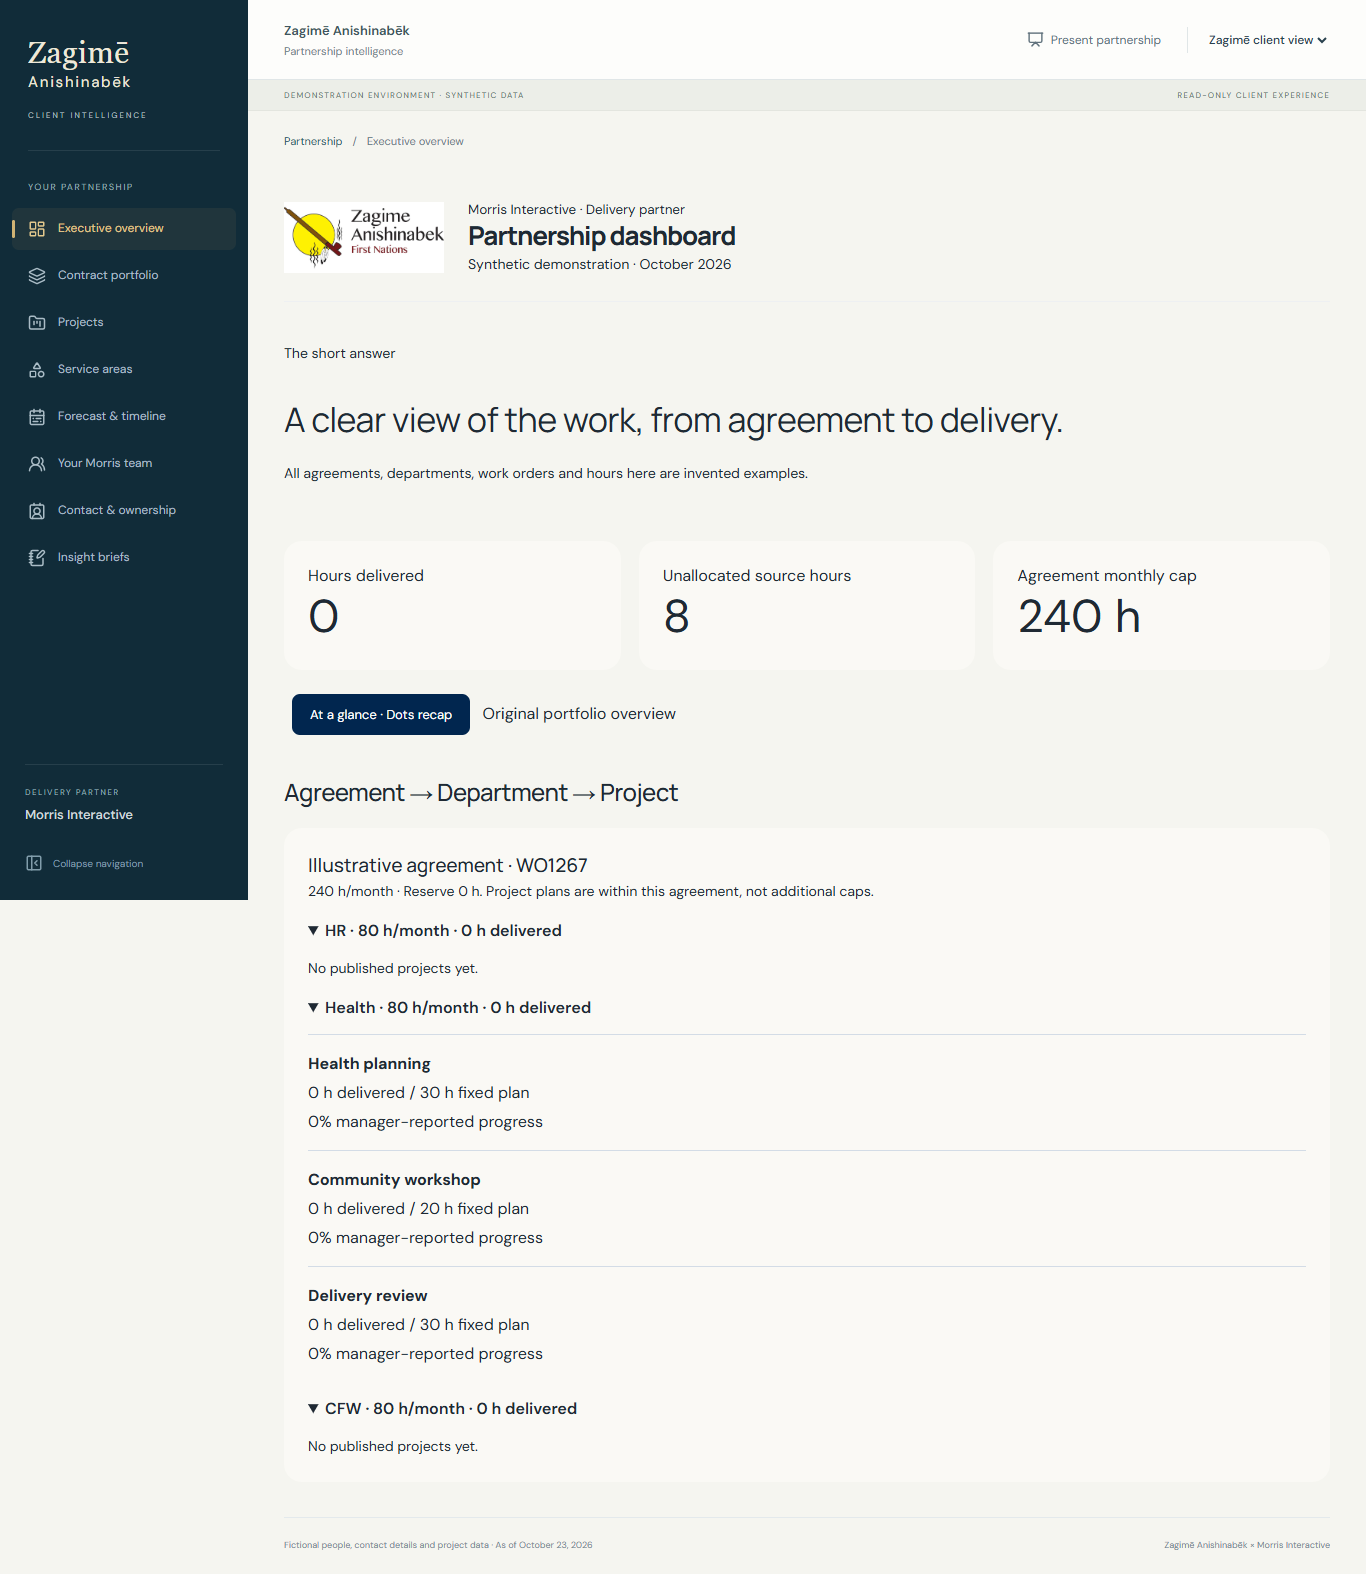 Zagimē
Anishinabēk
CLIENT INTELLIGENCE
YOUR PARTNERSHIP
Executive overview
Contract portfolio
Projects
Service areas
Forecast & timeline
Your Morris team
Contact & ownership
Insight briefs
DELIVERY PARTNER
Morris Interactive
Collapse navigation
Zagimē Anishinabēk
Partnership intelligence
Present partnership
Zagimē client view
DEMONSTRATION ENVIRONMENT · SYNTHETIC DATA
READ-ONLY CLIENT EXPERIENCE
Partnership / Executive overview
Zagime
Anishinabek
First Nations
Morris Interactive · Delivery partner
Partnership dashboard
Synthetic demonstration · October 2026
The short answer
A clear view of the work, from agreement to delivery.
All agreements, departments, work orders and hours here are invented examples.
Hours delivered
0
Unallocated source hours
8
Agreement monthly cap
240 h
At a glance · Dots recap
Original portfolio overview
Agreement → Department → Project
Illustrative agreement · WO1267
240 h/month · Reserve 0 h. Project plans are within this agreement, not additional caps.
▼ HR · 80 h/month · 0 h delivered
No published projects yet.
▼ Health · 80 h/month · 0 h delivered
Health planning
0 h delivered / 30 h fixed plan
0% manager-reported progress
Community workshop
0 h delivered / 20 h fixed plan
0% manager-reported progress
Delivery review
0 h delivered / 30 h fixed plan
0% manager-reported progress
▼ CFW · 80 h/month · 0 h delivered
No published projects yet.
Fictional people, contact details and project data · As of October 23, 2026
Zagimē Anishinabēk × Morris Interactive